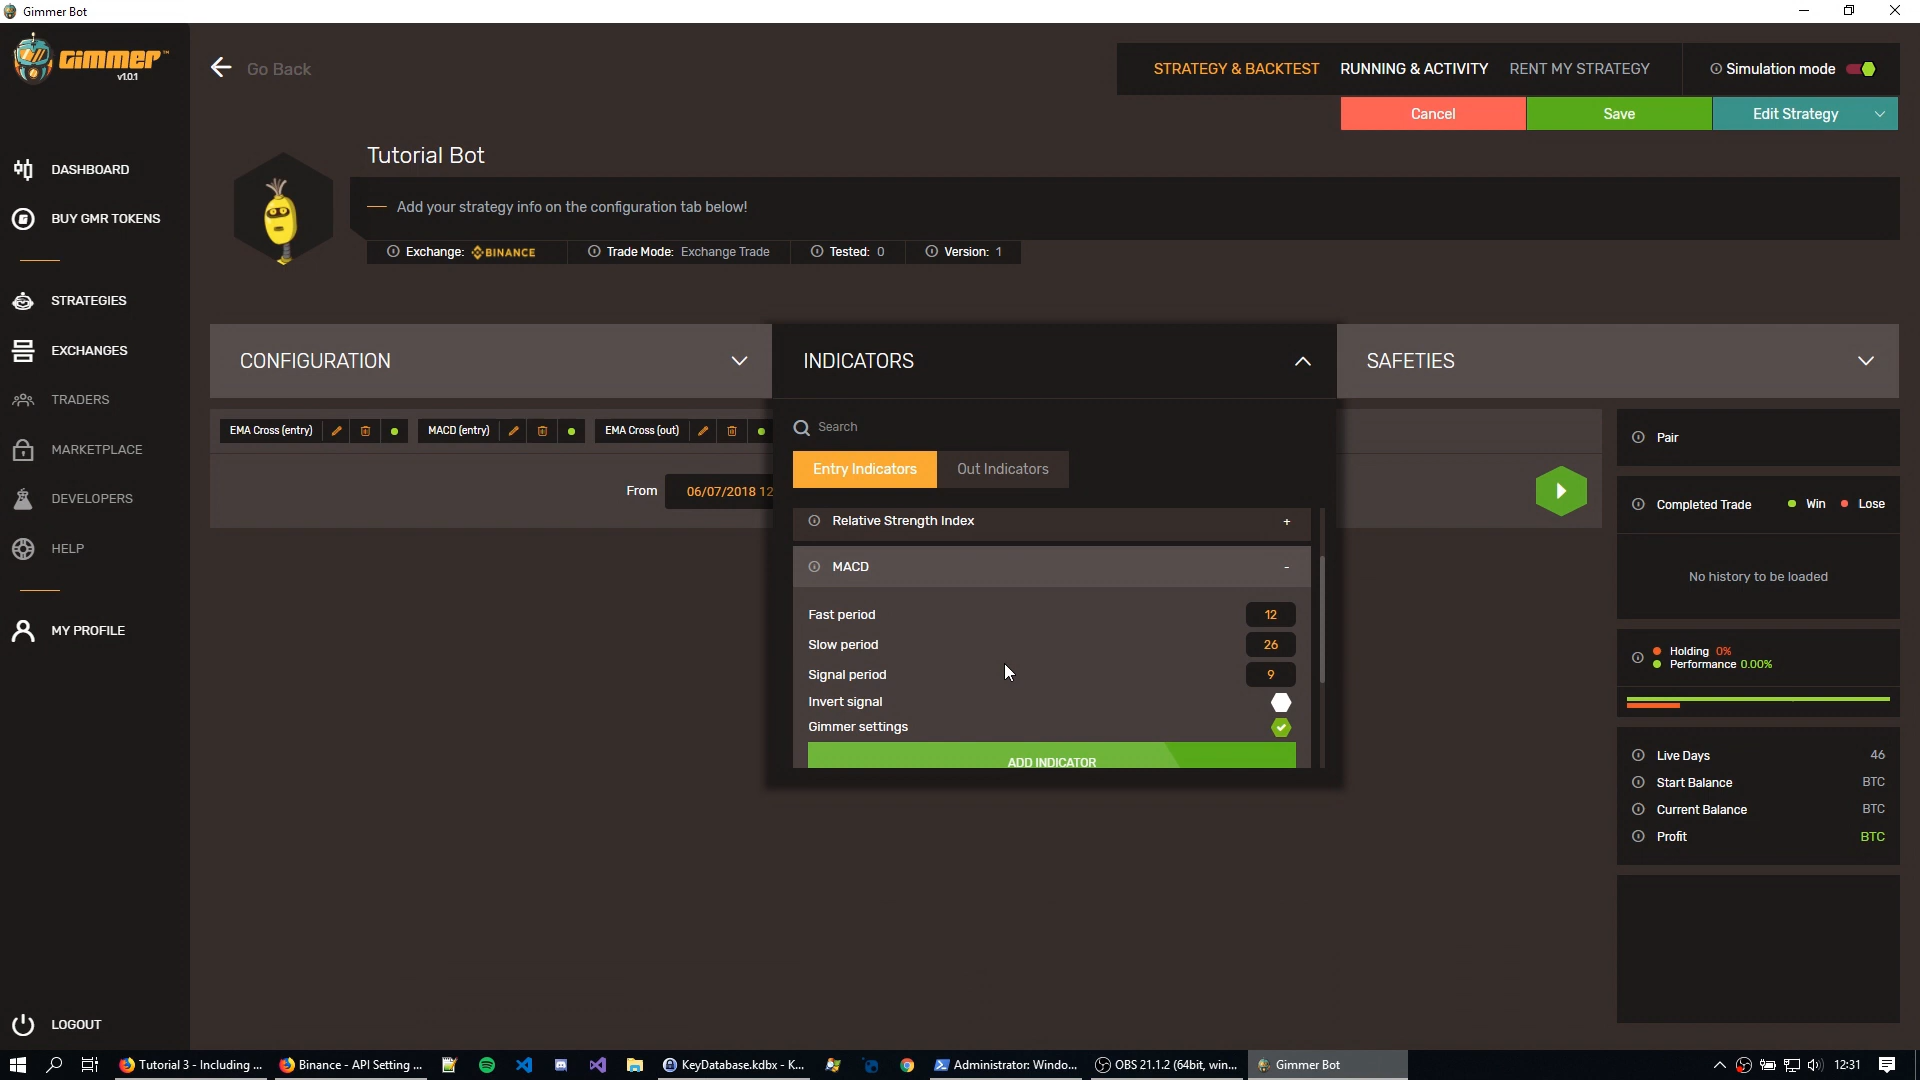 Gimmer Bot
GIMMER™
v1.0.1
Go Back
STRATEGY & BACKTEST
RUNNING & ACTIVITY
RENT MY STRATEGY
Simulation mode
Cancel
Save
Edit Strategy
Tutorial Bot
Add your strategy info on the configuration tab below!
Exchange: BINANCE
Trade Mode: Exchange Trade
Tested: 0
Version: 1
DASHBOARD
BUY GMR TOKENS
STRATEGIES
EXCHANGES
TRADERS
MARKETPLACE
DEVELOPERS
HELP
MY PROFILE
LOGOUT
CONFIGURATION
INDICATORS
SAFETIES
EMA Cross (entry)
MACD (entry)
EMA Cross (out)
From
06/07/2018 12
Search
Entry Indicators
Out Indicators
Relative Strength Index +
MACD -
Fast period 12
Slow period 26
Signal period 9
Invert signal
Gimmer settings
ADD INDICATOR
Pair
Completed Trade
Win
Lose
No history to be loaded
Holding 0%
Performance 0.00%
Live Days 46
Start Balance BTC
Current Balance BTC
Profit BTC
Tutorial 3 - Including ...
Binance - API Setting ...
KeyDatabase.kdbx - K...
Administrator: Windo...
OBS 21.1.2 (64bit, win...
Gimmer Bot
12:31